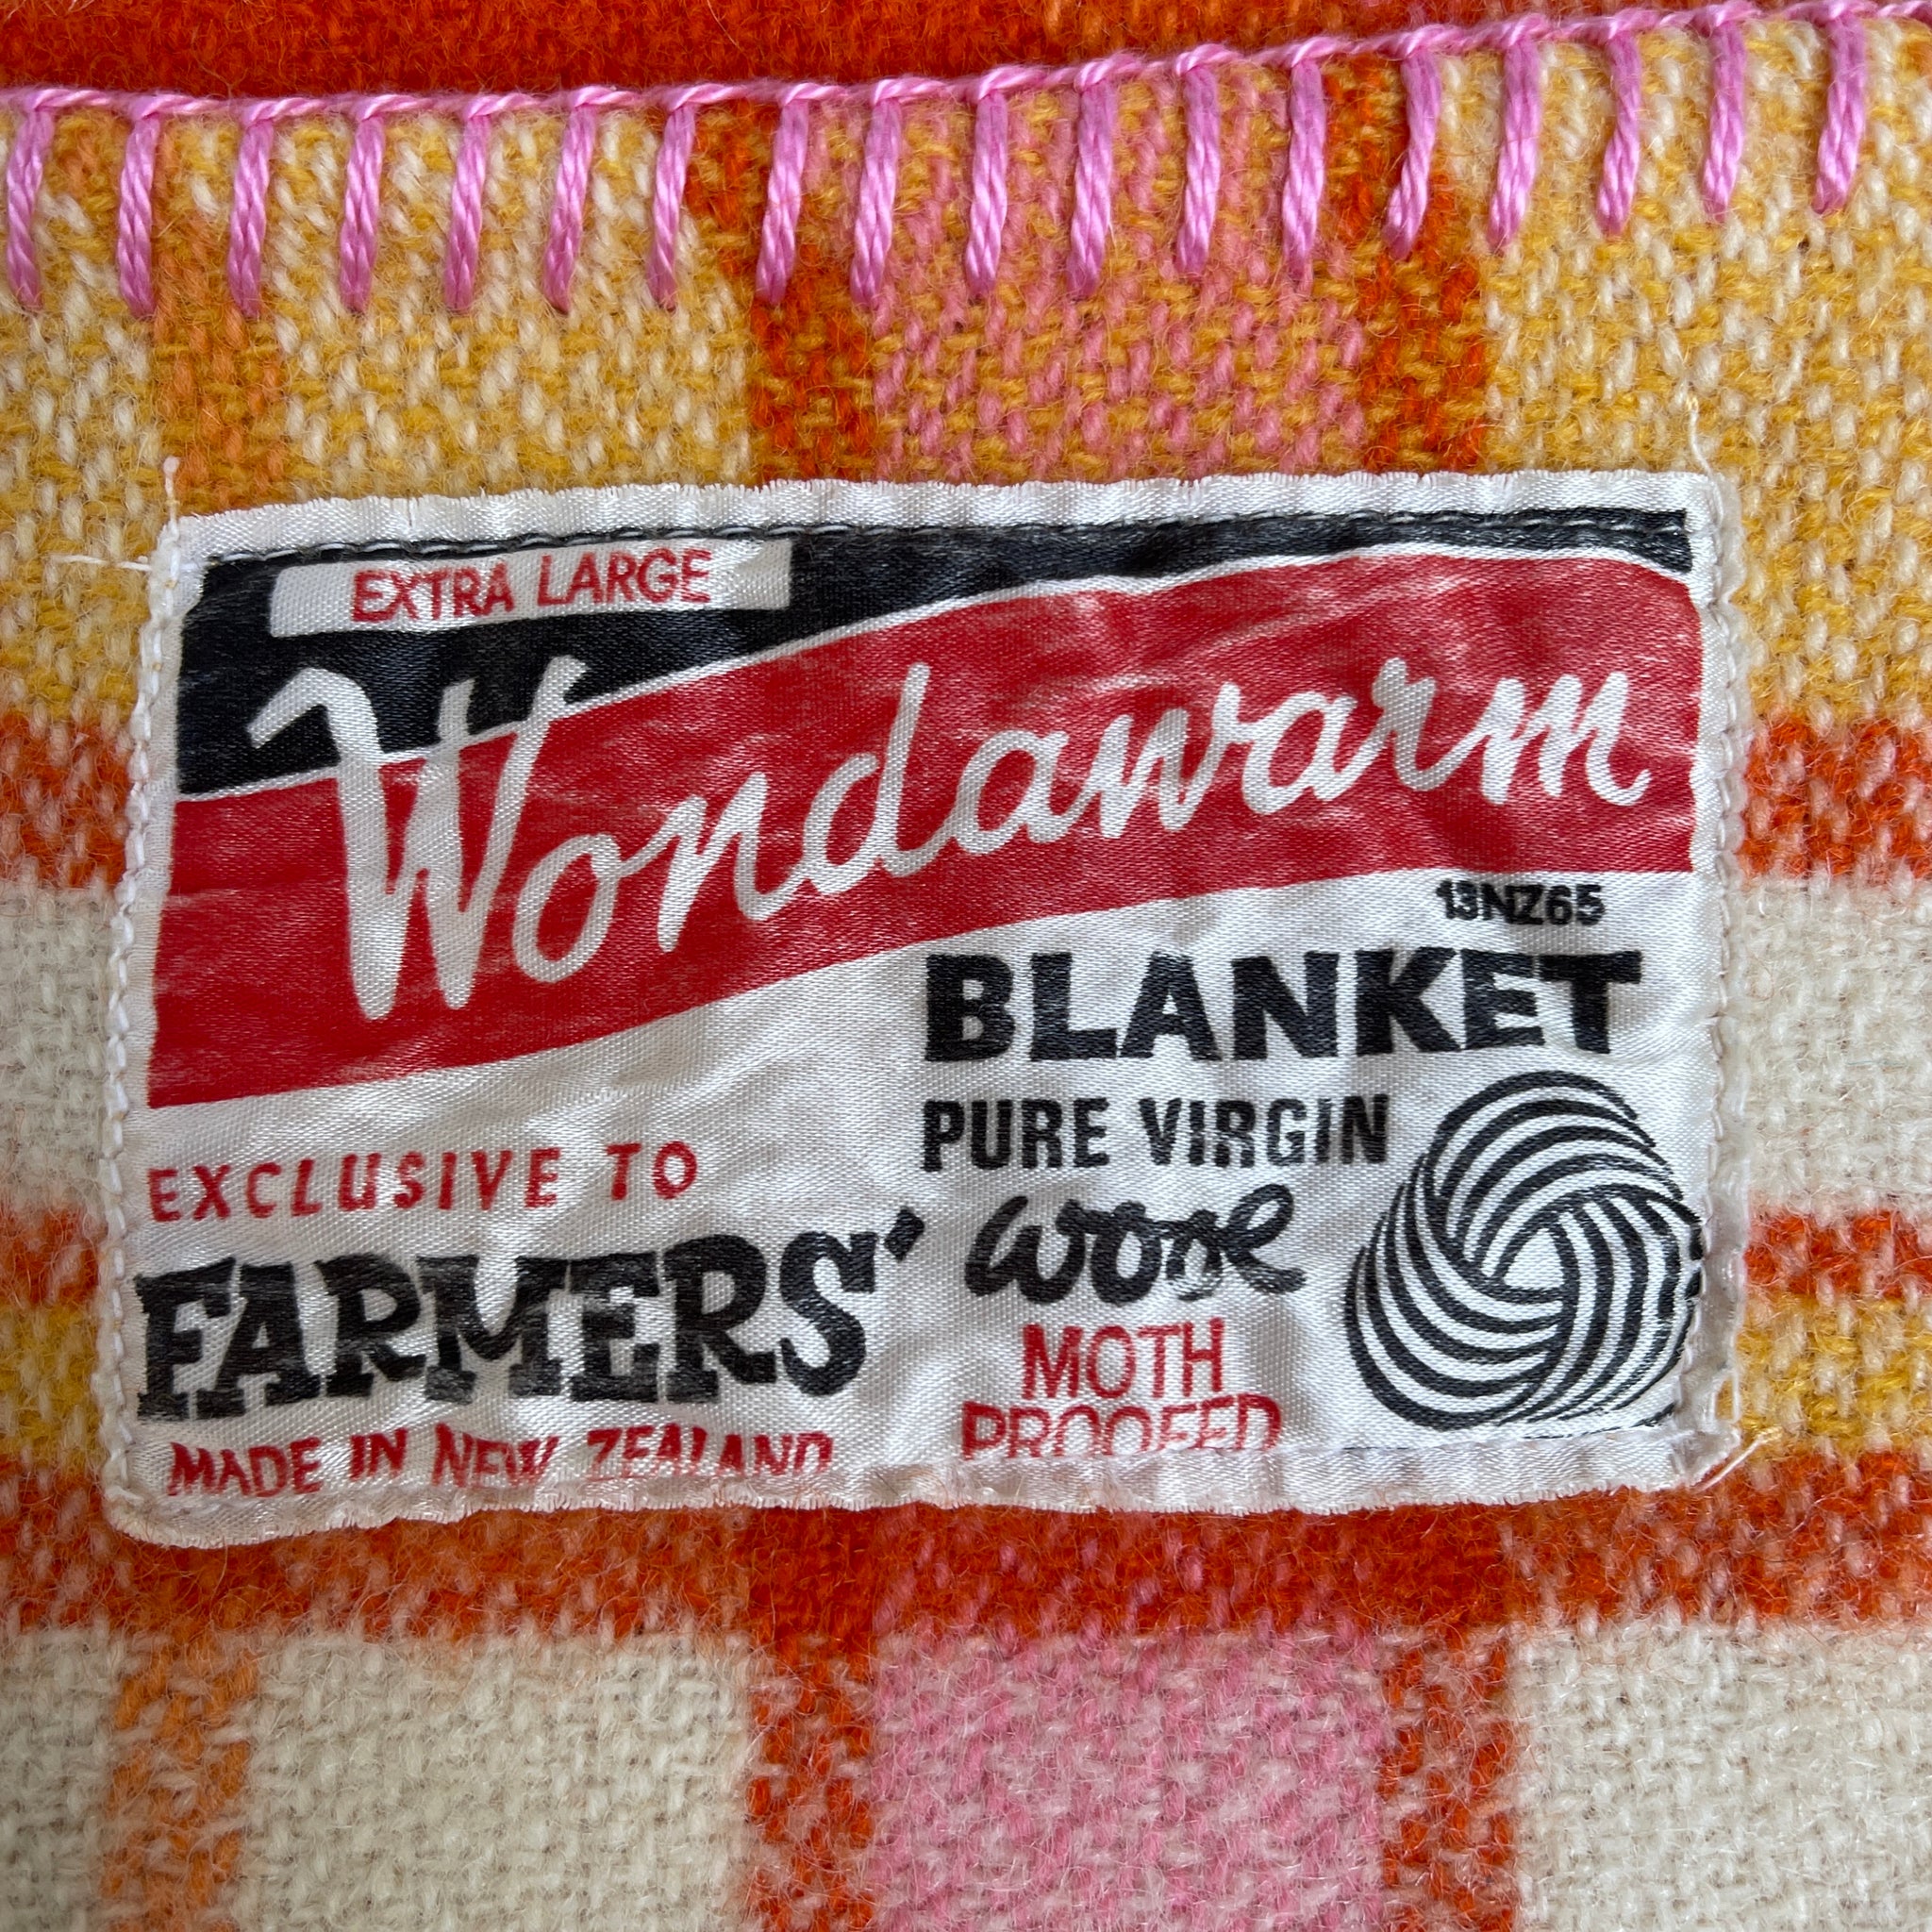 EXTRA LARGE
Wondawarm
13NZ65
BLANKET
PURE VIRGIN
wool
EXCLUSIVE TO
FARMERS'
MOTH
PROOFED
MADE IN NEW ZEALAND